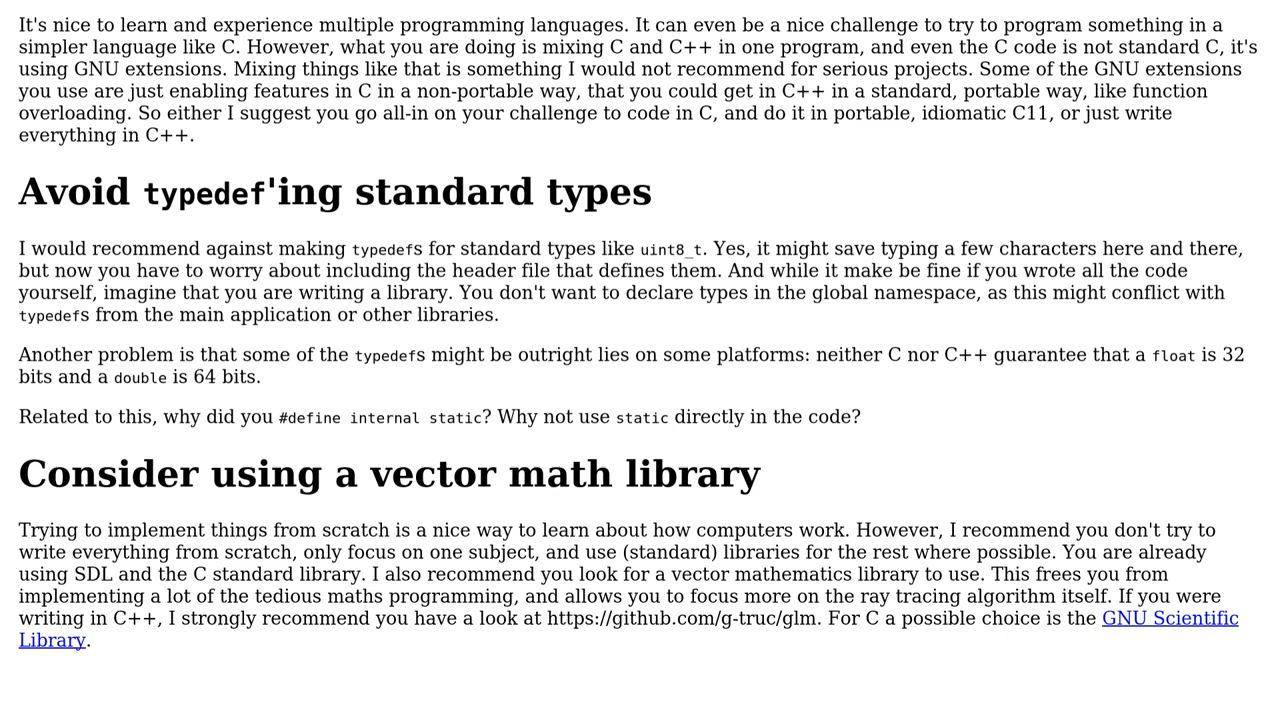 It's nice to learn and experience multiple programming languages. It can even be a nice challenge to try to program something in a
simpler language like C. However, what you are doing is mixing C and C++ in one program, and even the C code is not standard C, it's
using GNU extensions. Mixing things like that is something I would not recommend for serious projects. Some of the GNU extensions
you use are just enabling features in C in a non-portable way, that you could get in C++ in a standard, portable way, like function
overloading. So either I suggest you go all-in on your challenge to code in C, and do it in portable, idiomatic C11, or just write
everything in C++.
Avoid typedef'ing standard types
I would recommend against making typedefs for standard types like uint8_t. Yes, it might save typing a few characters here and there,
but now you have to worry about including the header file that defines them. And while it make be fine if you wrote all the code
yourself, imagine that you are writing a library. You don't want to declare types in the global namespace, as this might conflict with
typedefs from the main application or other libraries.
Another problem is that some of the typedefs might be outright lies on some platforms: neither C nor C++ guarantee that a float is 32
bits and a double is 64 bits.
Related to this, why did you #define internal static? Why not use static directly in the code?
Consider using a vector math library
Trying to implement things from scratch is a nice way to learn about how computers work. However, I recommend you don't try to
write everything from scratch, only focus on one subject, and use (standard) libraries for the rest where possible. You are already
using SDL and the C standard library. I also recommend you look for a vector mathematics library to use. This frees you from
implementing a lot of the tedious maths programming, and allows you to focus more on the ray tracing algorithm itself. If you were
writing in C++, I strongly recommend you have a look at https://github.com/g-truc/glm. For C a possible choice is the GNU Scientific
Library.